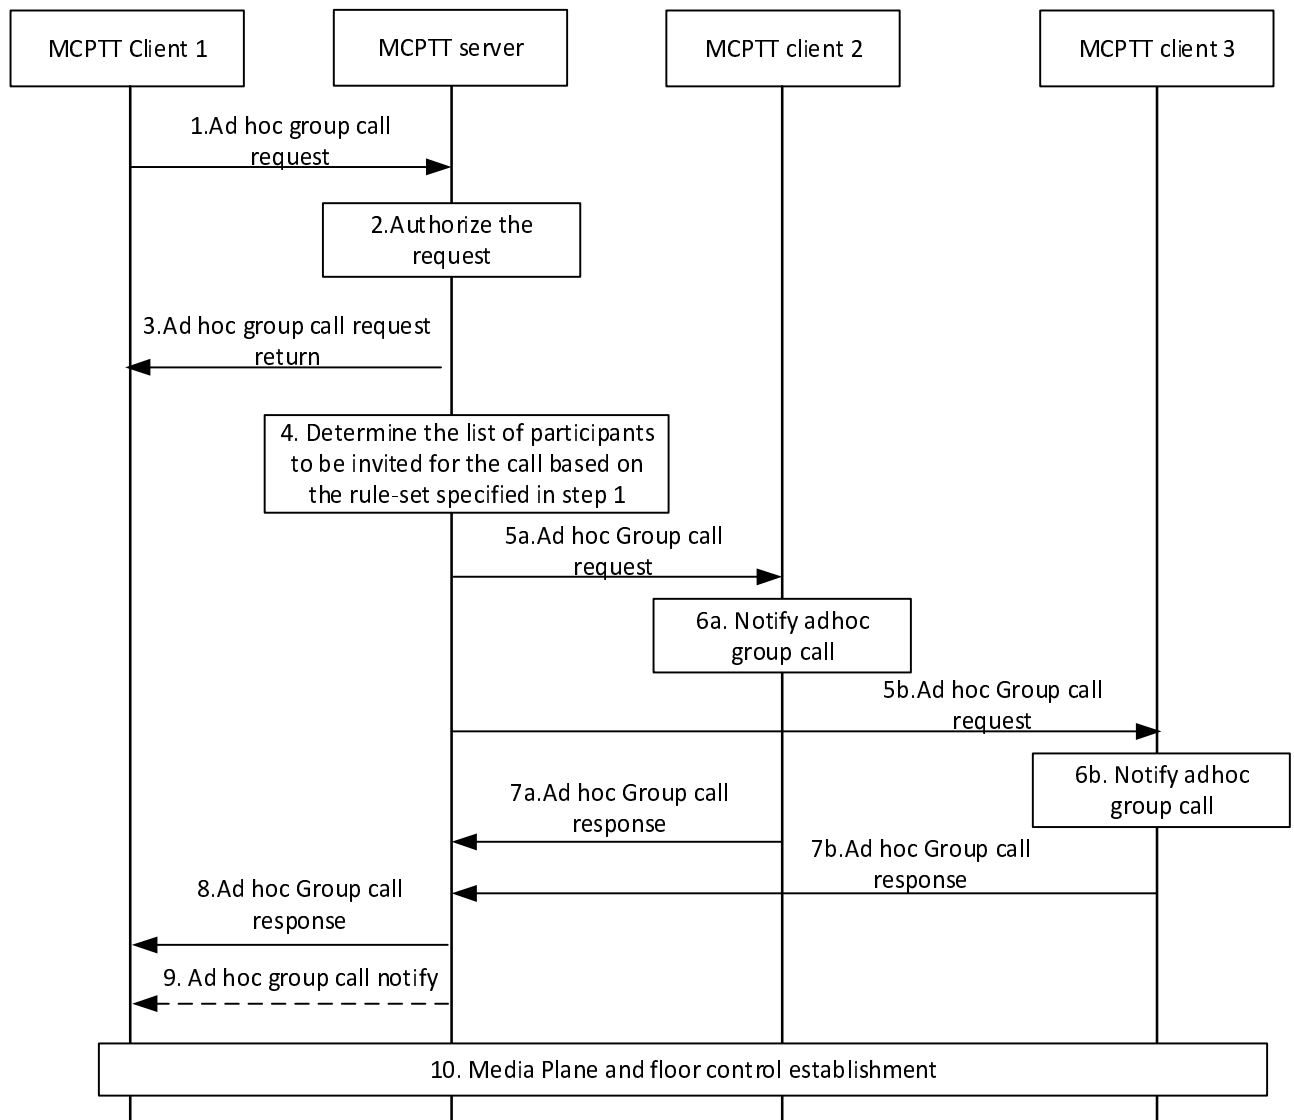 MCPTT Client 1
MCPTT server
MCPTT client 2
MCPTT client 3
1.Ad hoc group call
request
2.Authorize the
request
3.Ad hoc group call request
return
4. Determine the list of participants
to be invited for the call based on
the rule-set specified in step 1
5a.Ad hoc Group call
request
6a. Notify adhoc
group call
5b.Ad hoc Group call
request
6b. Notify adhoc
group call
7a.Ad hoc Group call
response
7b.Ad hoc Group call
response
8.Ad hoc Group call
response
9. Ad hoc group call notify
10. Media Plane and floor control establishment